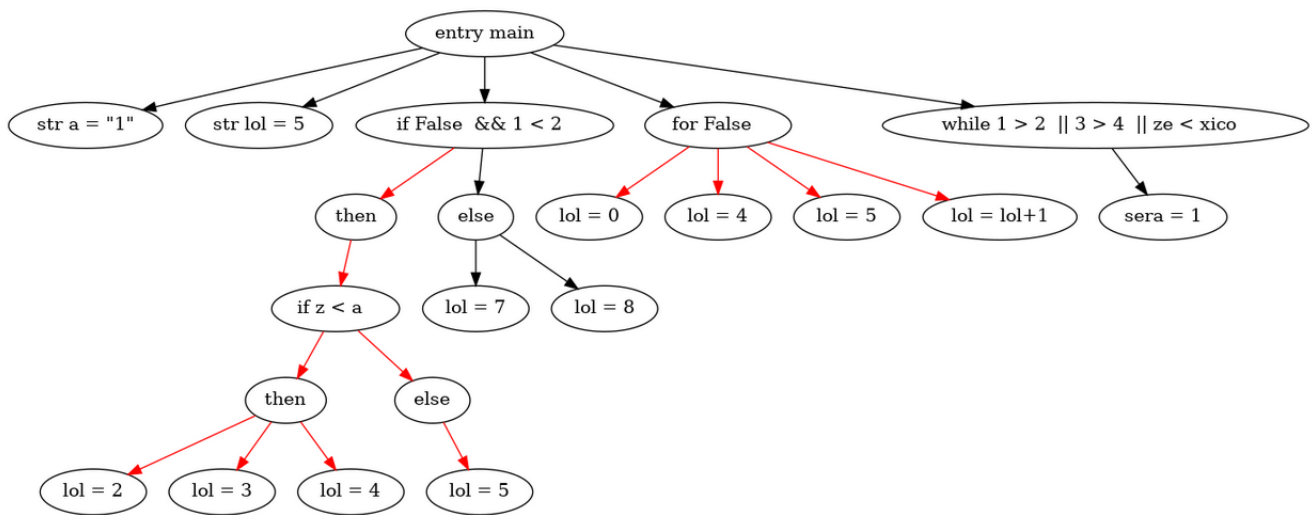 entry main
str a = "1"
str lol = 5
if False && 1 < 2
for False
while 1 > 2 || 3 > 4 || ze < xico
then
else
lol = 0
lol = 4
lol = 5
lol = lol+1
sera = 1
if z < a
lol = 7
lol = 8
then
else
lol = 2
lol = 3
lol = 4
lol = 5